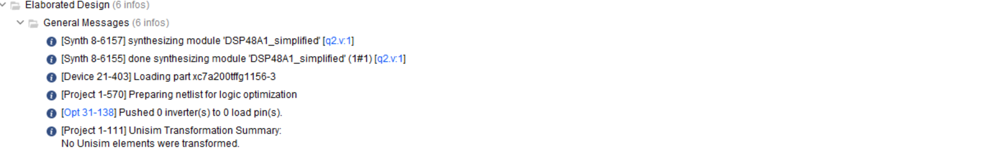 Elaborated Design (6 infos)
General Messages (6 infos)
[Synth 8-6157] synthesizing module 'DSP48A1_simplified' [q2.v:1]
[Synth 8-6155] done synthesizing module 'DSP48A1_simplified' (1#1) [q2.v:1]
[Device 21-403] Loading part xc7a200tffg1156-3
[Project 1-570] Preparing netlist for logic optimization
[Opt 31-138] Pushed 0 inverter(s) to 0 load pin(s).
[Project 1-111] Unisim Transformation Summary:
No Unisim elements were transformed.